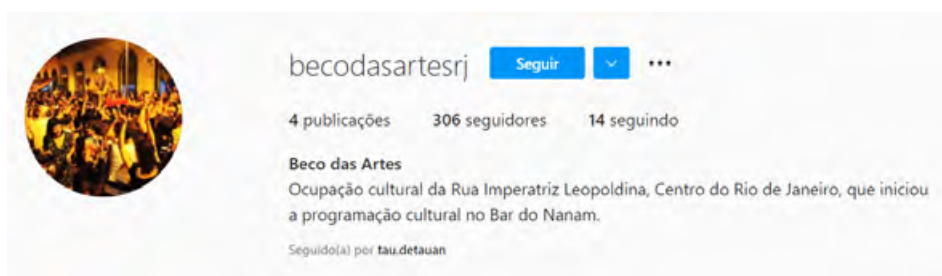 becodasartesrj Seguir
4 publicações 306 seguidores 14 seguindo
Beco das Artes
Ocupação cultural da Rua Imperatriz Leopoldina, Centro do Rio de Janeiro, que iniciou
a programação cultural no Bar do Nanam.
Seguido(a) por tau.detauan